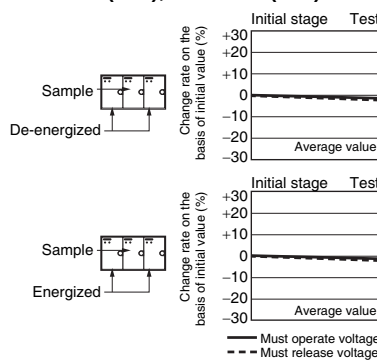 Initial stage Test
Change rate on the
basis of initial value (%)
+30
+20
+10
0
−10
−20
−30
Average value
Sample
De-energized
Initial stage Test
Change rate on the
basis of initial value (%)
+30
+20
+10
0
−10
−20
−30
Average value
Sample
Energized
Must operate voltage
Must release voltage